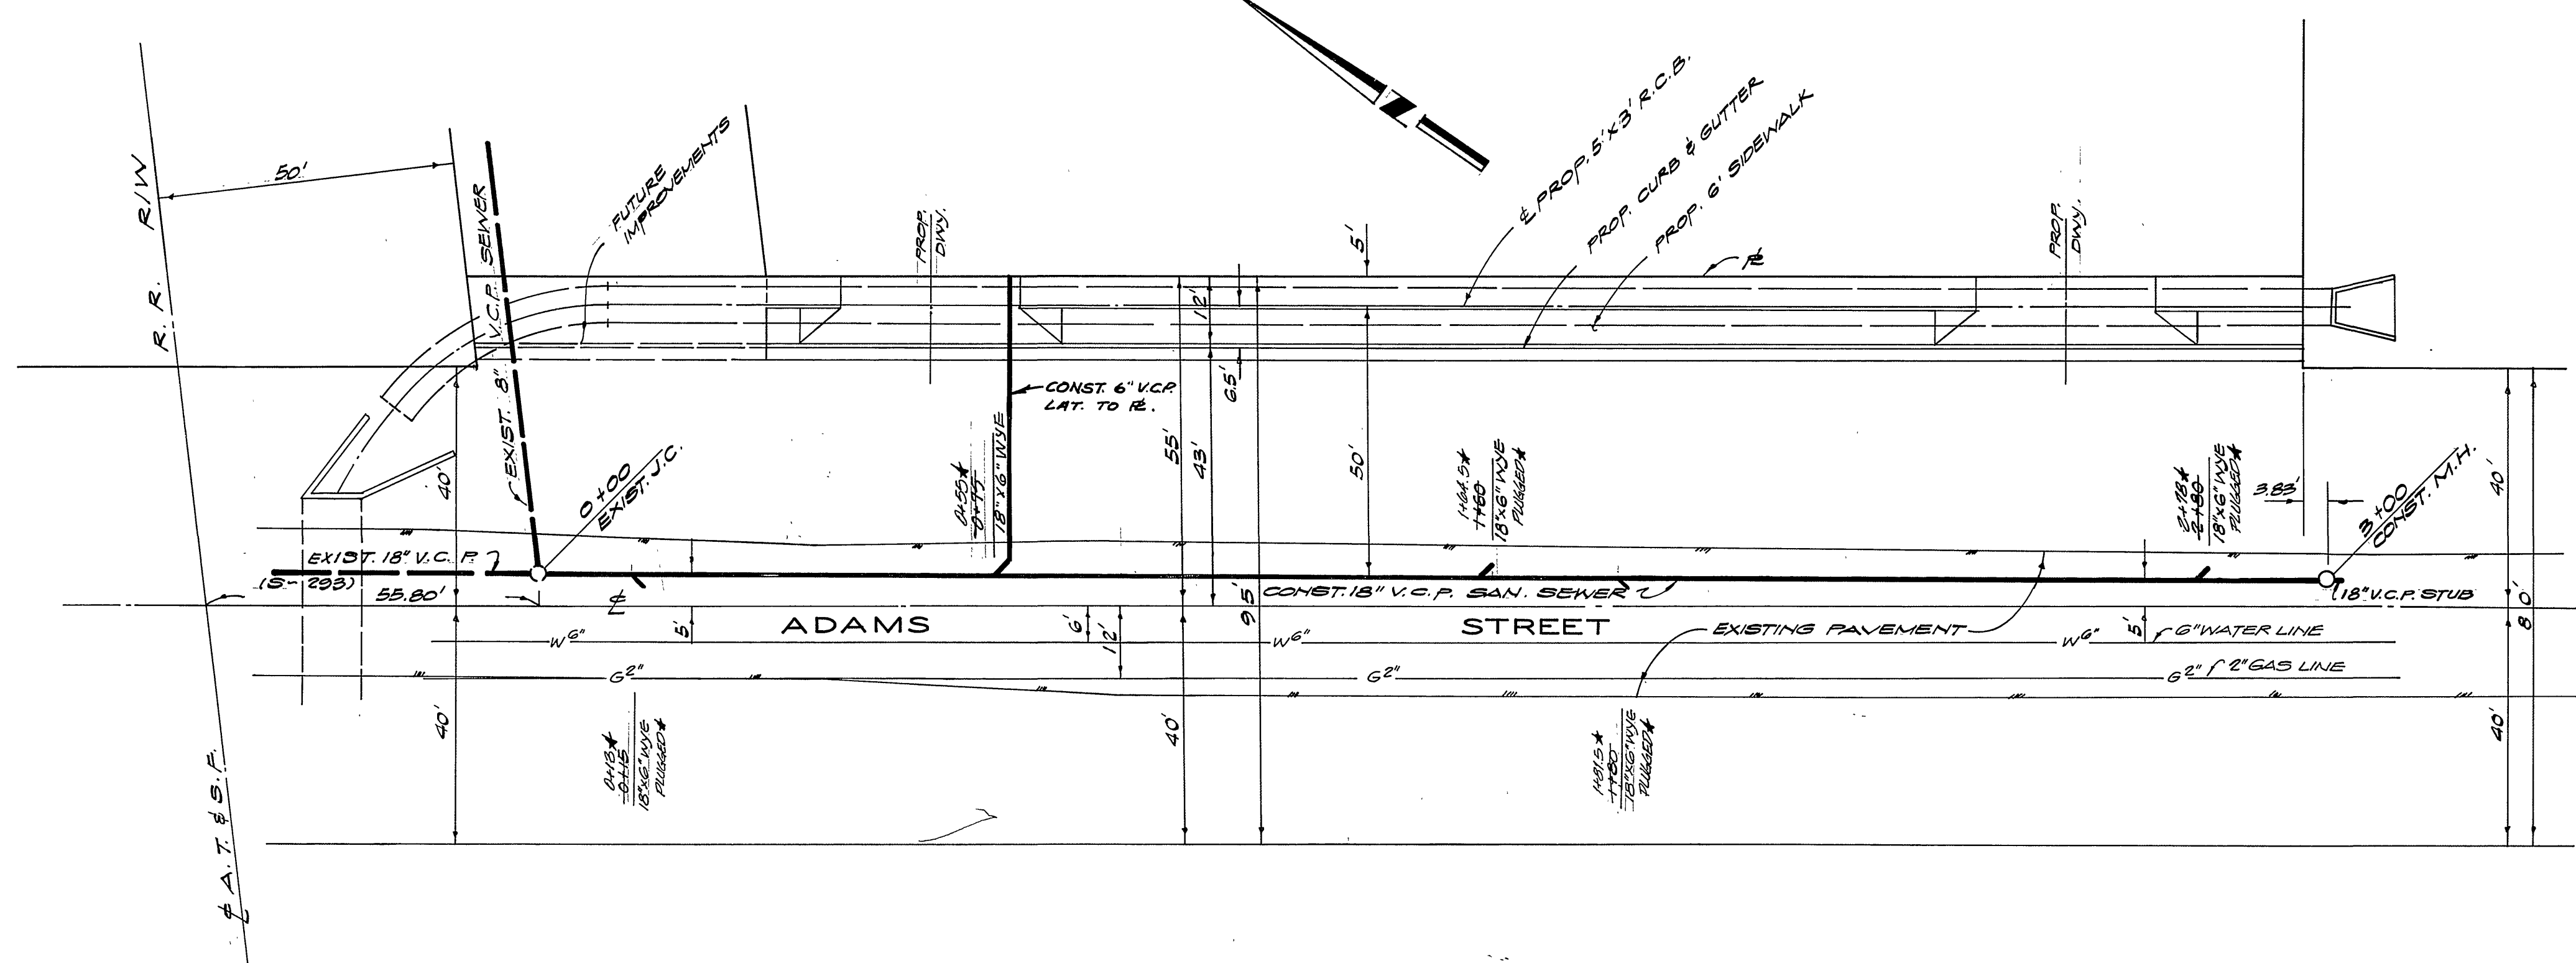 R. R. R/W
50'
EXIST. 8" V.C.P. SEWER
FUTURE
IMPROVEMENTS
PROP.
DWY.
5'
℄ PROP. 5'X3' R.C.B.
PROP. CURB & GUTTER
PROP. 6' SIDEWALK
PROP.
DWY.
12'
6.5'
CONST. 6" V.C.P.
LAT. TO ⅊.
⅊
40'
0+00
EXIST. J.C.
0+55★
0+75
18"X6" WYE
55'
43'
95'
50'
1+64.5★
1+60
18"X6" WYE
PLUGGED★
2+78★
2+80
18"X6" WYE
PLUGGED★
3.83'
3+00
CONST. M.H.
40'
80'
EXIST. 18" V.C.P.
(S-293)
55.80'
℄
CONST. 18" V.C.P. SAN. SEWER
18" V.C.P. STUB
5'
ADAMS STREET
6'
12'
EXISTING PAVEMENT
5'
6" WATER LINE
W6" W6" W6"
G2" G2" G2" 2" GAS LINE
40'
0+13★
0+15
18"X6" WYE
PLUGGED★
40'
1+81.5★
1+80
18"X6" WYE
PLUGGED★
40'
℄ A. T. & S. F.